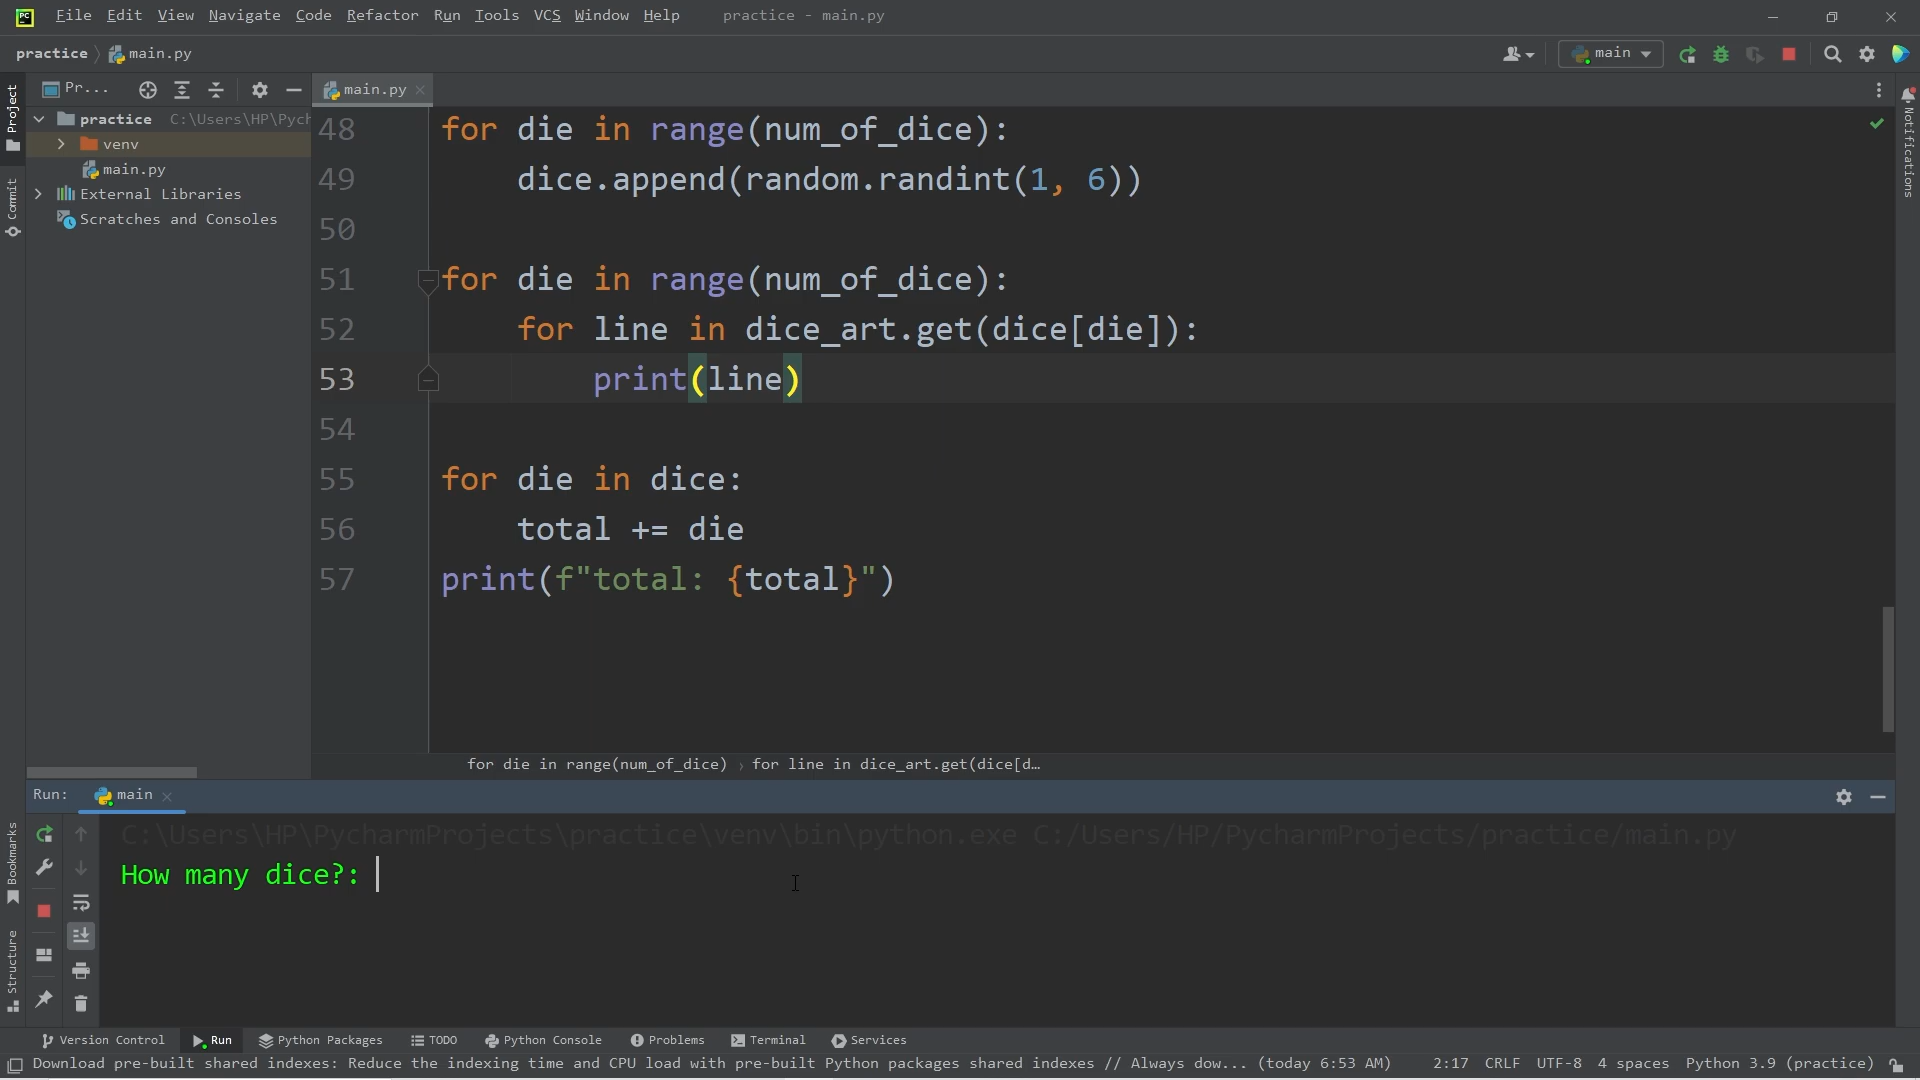 File Edit View Navigate Code Refactor Run Tools VCS Window Help practice - main.py
practice main.py main
Pr... main.py
Project
Commit
Bookmarks
Structure
Notifications
practice C:\Users\HP\Pych
venv
main.py
External Libraries
Scratches and Consoles
48 for die in range(num_of_dice):
49 dice.append(random.randint(1, 6))
50
51 for die in range(num_of_dice):
52 for line in dice_art.get(dice[die]):
53 print(line)
54
55 for die in dice:
56 total += die
57 print(f"total: {total}")
for die in range(num_of_dice) › for line in dice_art.get(dice[d…
Run: main
C:\Users\HP\PycharmProjects\practice\venv\bin\python.exe C:/Users/HP/PycharmProjects/practice/main.py
How many dice?:
Version Control Run Python Packages TODO Python Console Problems Terminal Services
Download pre-built shared indexes: Reduce the indexing time and CPU load with pre-built Python packages shared indexes // Always dow... (today 6:53 AM) 2:17 CRLF UTF-8 4 spaces Python 3.9 (practice)